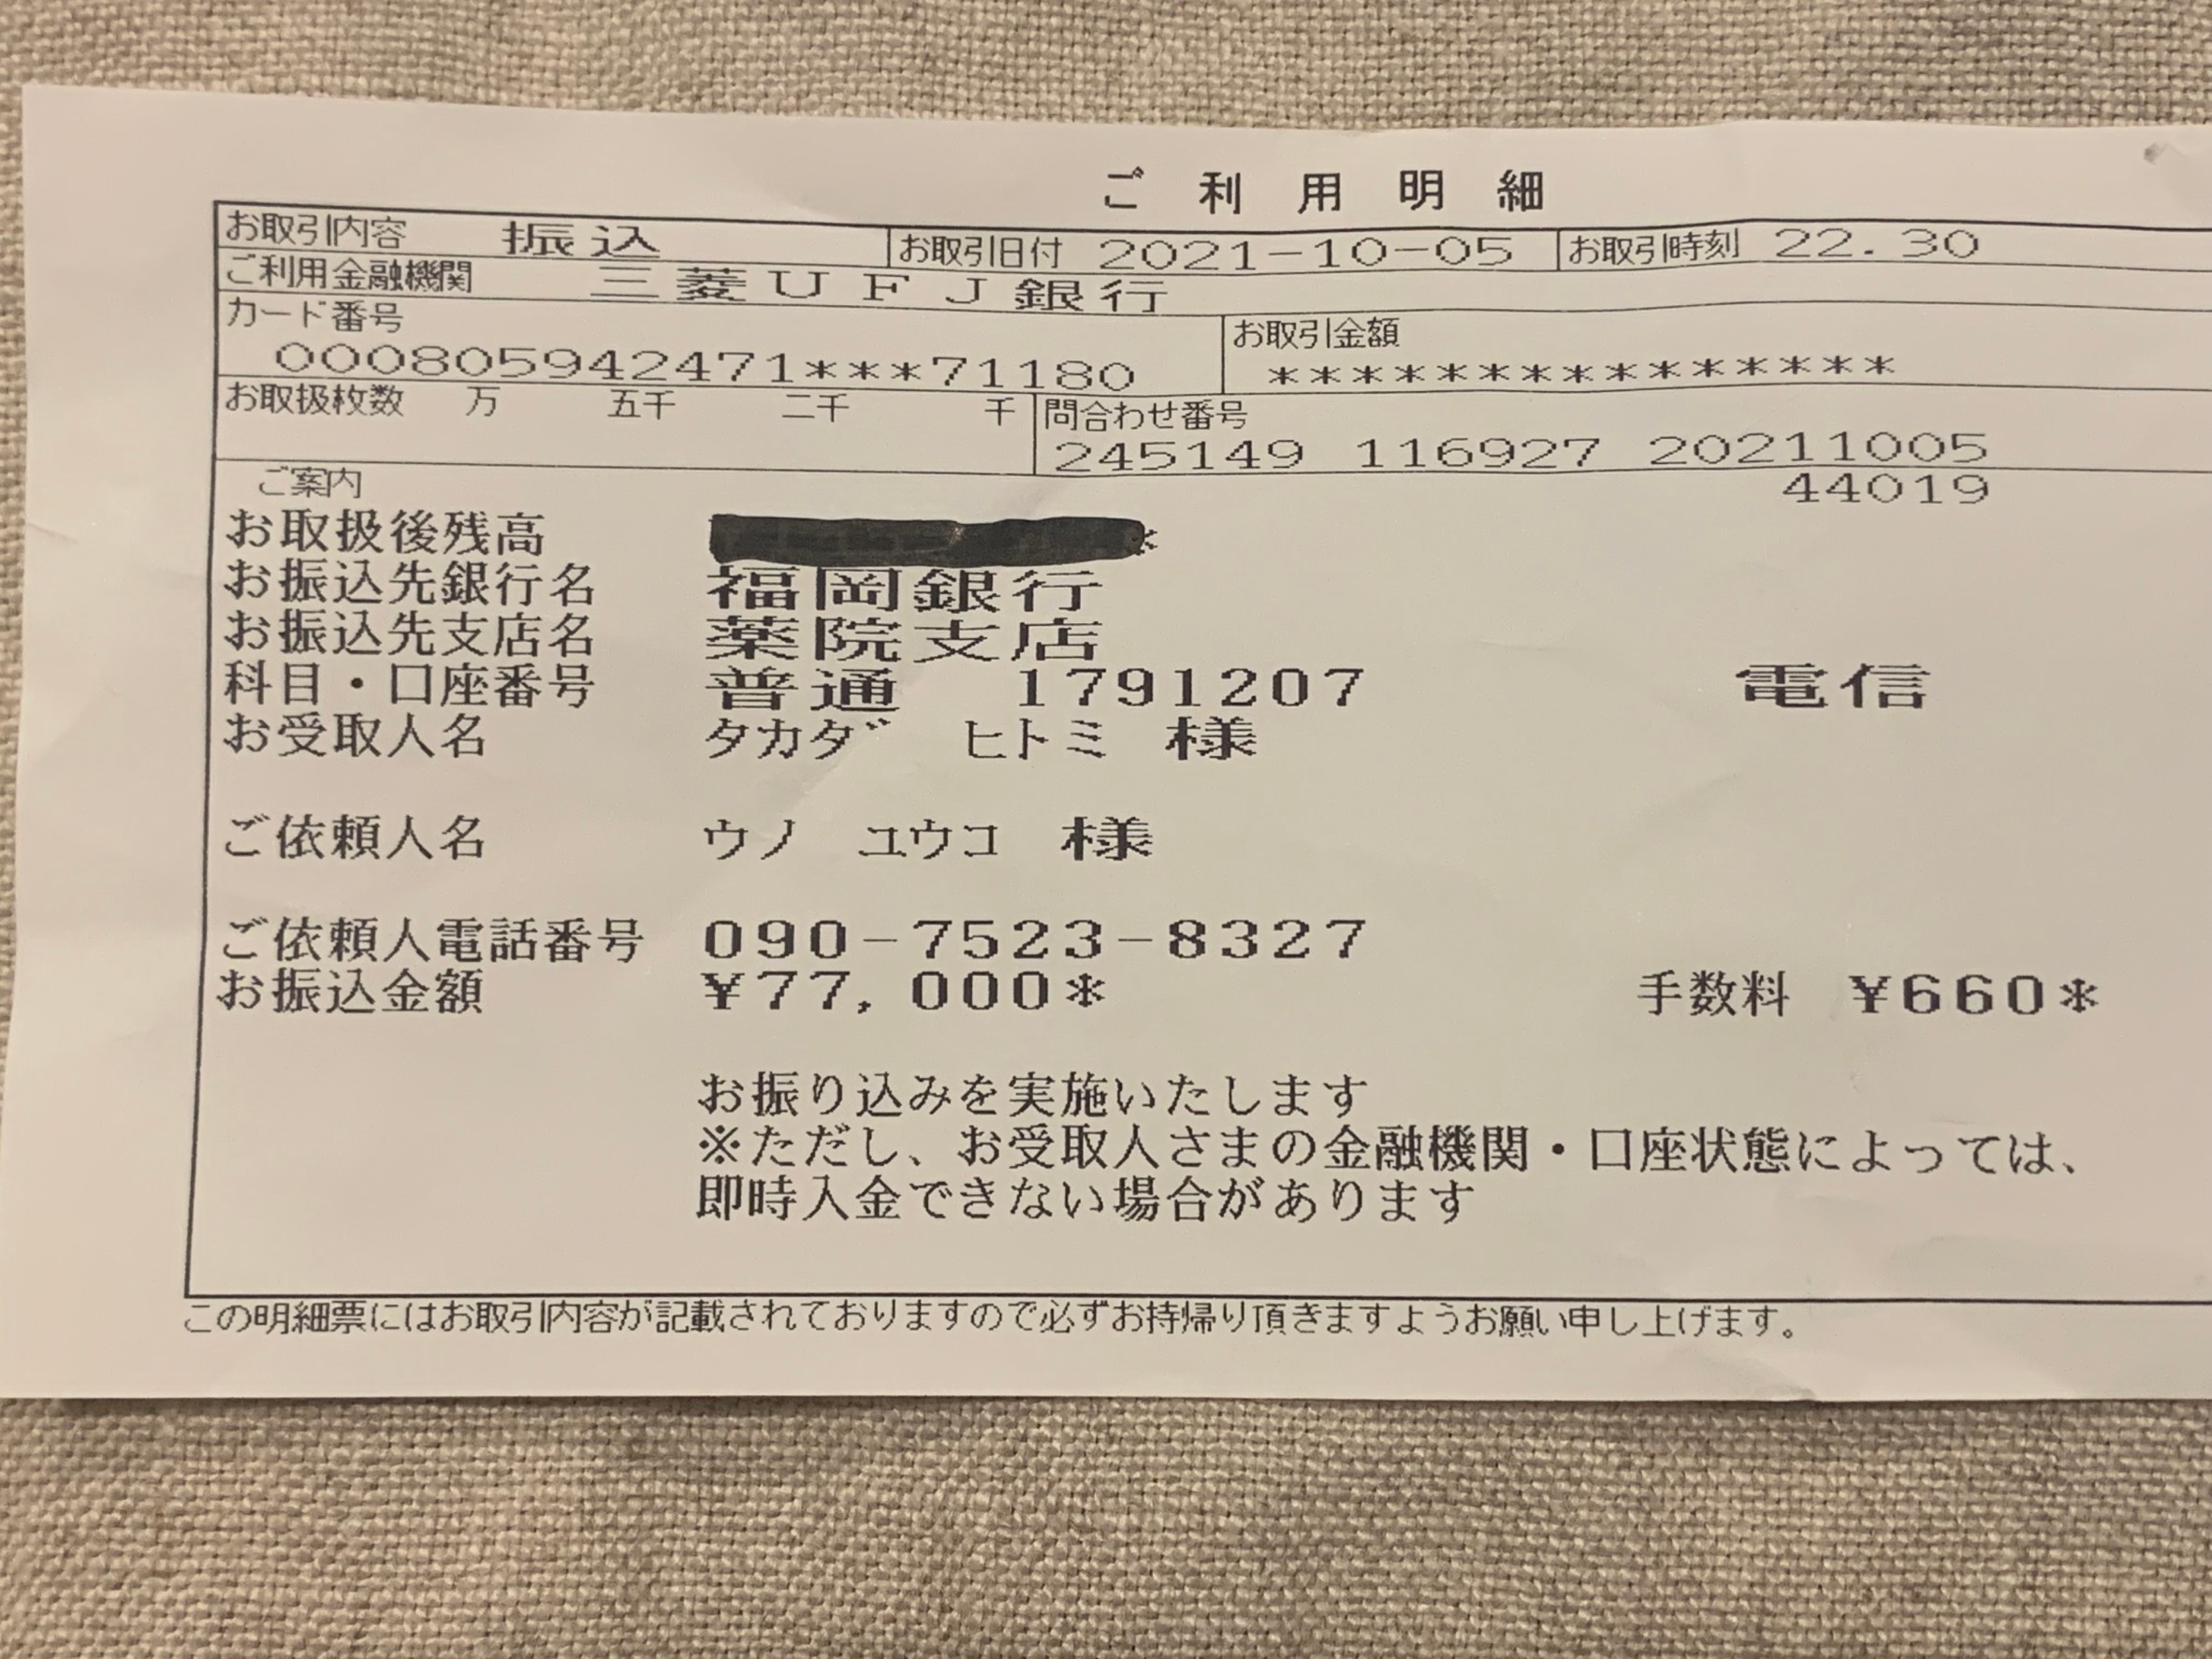 ご利用明細
お取引内容 振込 お取引日付 2021-10-05 お取引時刻 22.30
ご利用金融機関 三菱UFJ銀行
カード番号 お取引金額
000805942471***71180 ***************
お取扱枚数 万 五千 二千 千 問合わせ番号
245149 116927 20211005
ご案内 44019
お取扱後残高 *
お振込先銀行名 福岡銀行
お振込先支店名 薬院支店
科目・口座番号 普通 1791207 電信
お受取人名 タカダ ヒトミ 様
ご依頼人名 ウノ ユウコ 様
ご依頼人電話番号 090-7523-8327
お振込金額 ¥77,000* 手数料 ¥660*
お振り込みを実施いたします
※ただし、お受取人さまの金融機関・口座状態によっては、
即時入金できない場合があります
この明細票にはお取引内容が記載されておりますので必ずお持帰り頂きますようお願い申し上げます。